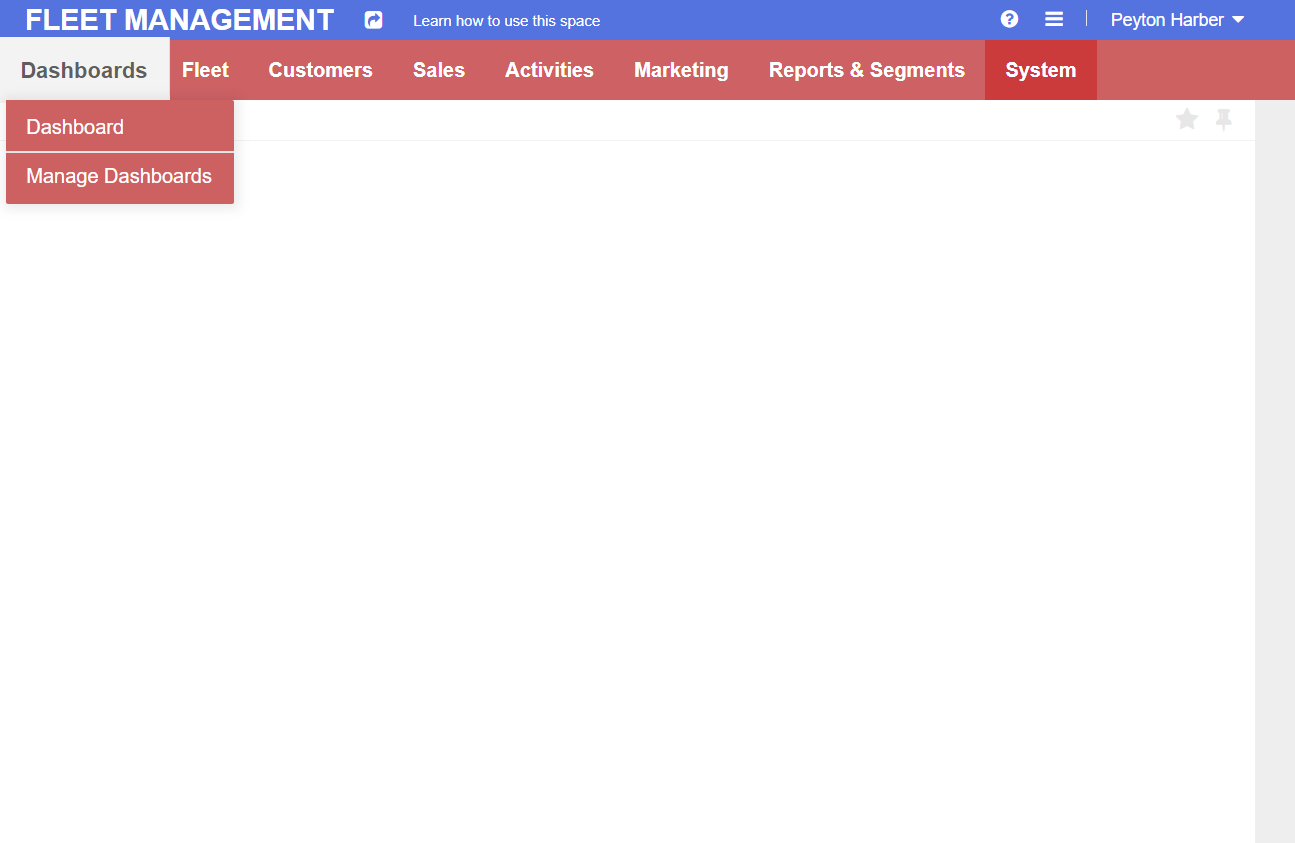 FLEET MANAGEMENT Learn how to use this space Peyton Harber
Dashboards Fleet Customers Sales Activities Marketing Reports & Segments System
Dashboard
Manage Dashboards